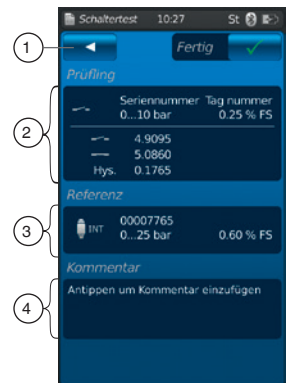 Schaltertest 10:27 St
1
Fertig
Prüfling
2
Seriennummer Tag nummer
0...10 bar 0.25 % FS
4.9095
5.0860
Hys. 0.1765
Referenz
3
INT 00007765
0...25 bar 0.60 % FS
Kommentar
4
Antippen um Kommentar einzufügen